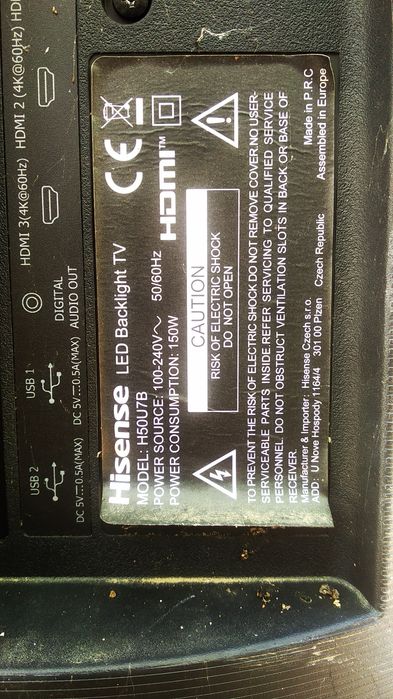 HDMI 2 (4K@60Hz) HD
HDMI 3(4K@60Hz)
DIGITAL
AUDIO OUT
USB 1
DC 5V⎓0.5A(MAX)
USB 2
DC 5V⎓0.5A(MAX)
Hisense LED Backlight TV
MODEL: H50U7B
POWER SOURCE: 100-240V～ 50/60Hz
POWER CONSUMPTION: 150W
CE
HDMI™
CAUTION
RISK OF ELECTRIC SHOCK
DO NOT OPEN
TO PREVENT THE RISK OF ELECTRIC SHOCK DO NOT REMOVE COVER.NO USER-
SERVICEABLE PARTS INSIDE.REFER SERVICING TO QUALIFIED SERVICE
PERSONNEL. DO NOT OBSTRUCT VENTILATION SLOTS IN BACK OR BASE OF
RECEIVER
Manufacturer & Importer: Hisense Czech s.r.o. Made in P.R.C
ADD: U Nove Hospody 1164/4 301 00 Plzen Czech Republic Assembled in Europe